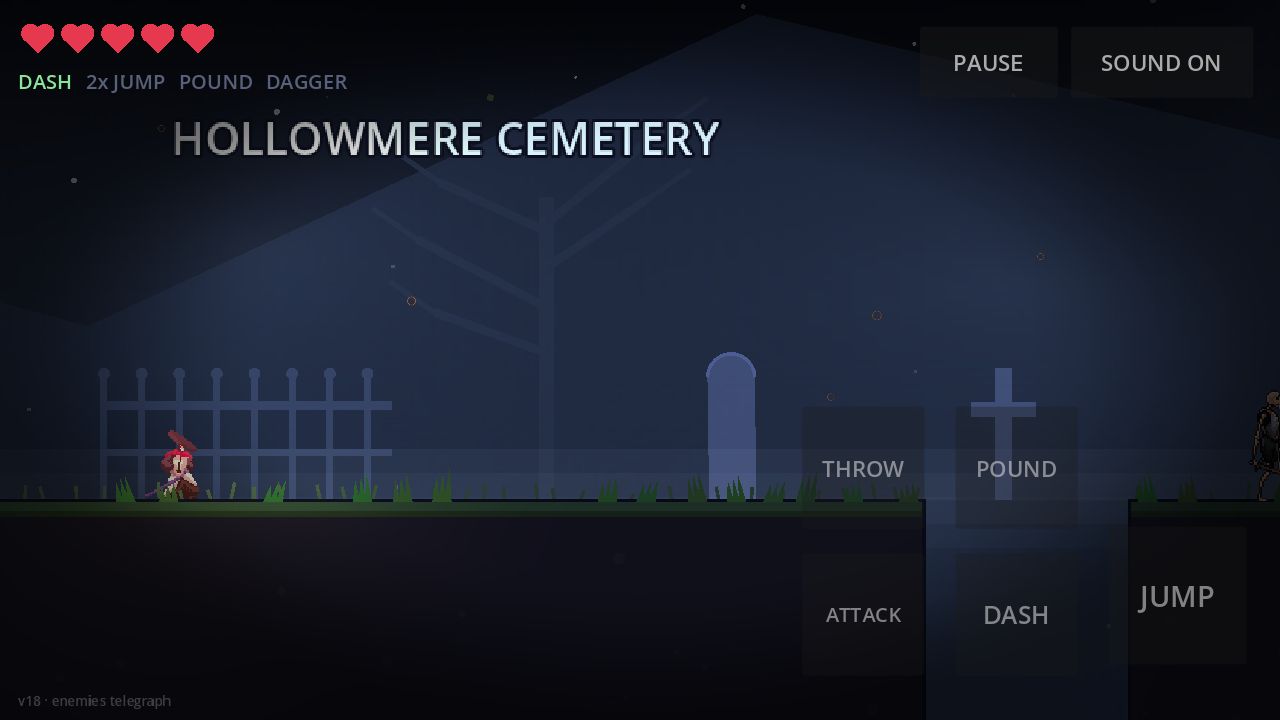 PAUSE
SOUND ON
DASH 2x JUMP POUND DAGGER
HOLLOWMERE CEMETERY
THROW
POUND
ATTACK
DASH
JUMP
v18 · enemies telegraph